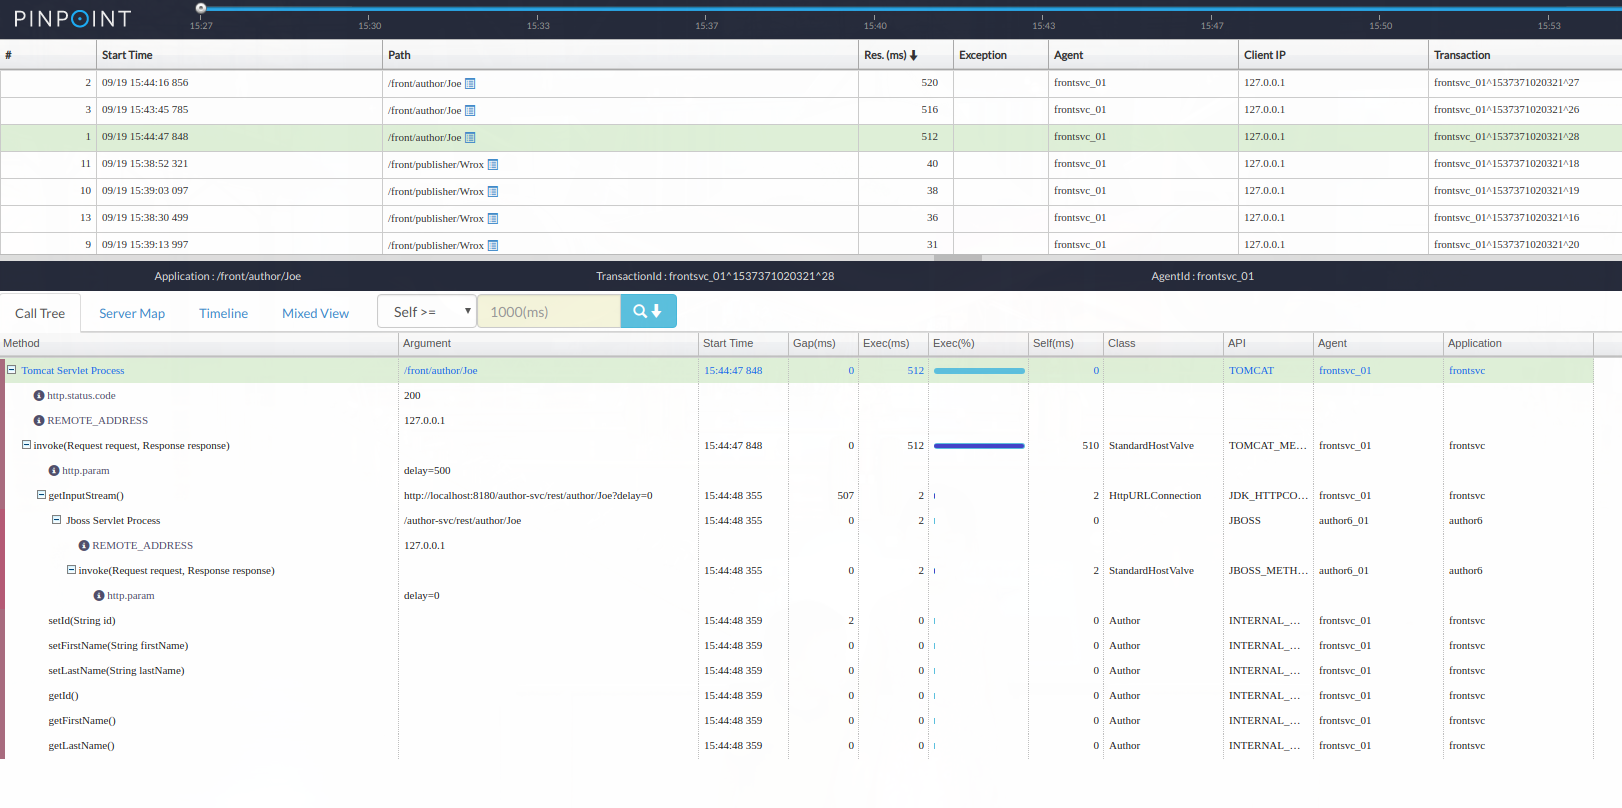 PINPOINT
15:27 15:30 15:33 15:37 15:40 15:43 15:47 15:50 15:53
# Start Time Path Res. (ms) Exception Agent Client IP Transaction
2 09/19 15:44:16 856 /front/author/Joe 520 frontsvc_01 127.0.0.1 frontsvc_01^1537371020321^27
3 09/19 15:43:45 785 /front/author/Joe 516 frontsvc_01 127.0.0.1 frontsvc_01^1537371020321^26
1 09/19 15:44:47 848 /front/author/Joe 512 frontsvc_01 127.0.0.1 frontsvc_01^1537371020321^28
11 09/19 15:38:52 321 /front/publisher/Wrox 40 frontsvc_01 127.0.0.1 frontsvc_01^1537371020321^18
10 09/19 15:39:03 097 /front/publisher/Wrox 38 frontsvc_01 127.0.0.1 frontsvc_01^1537371020321^19
13 09/19 15:38:30 499 /front/publisher/Wrox 36 frontsvc_01 127.0.0.1 frontsvc_01^1537371020321^16
9 09/19 15:39:13 997 /front/publisher/Wrox 31 frontsvc_01 127.0.0.1 frontsvc_01^1537371020321^20
Application : /front/author/Joe TransactionId : frontsvc_01^1537371020321^28 AgentId : frontsvc_01
Call Tree Server Map Timeline Mixed View Self >= 1000(ms)
Method Argument Start Time Gap(ms) Exec(ms) Exec(%) Self(ms) Class API Agent Application
Tomcat Servlet Process /front/author/Joe 15:44:47 848 0 512 0 TOMCAT frontsvc_01 frontsvc
http.status.code 200
REMOTE_ADDRESS 127.0.0.1
invoke(Request request, Response response) 15:44:47 848 0 512 510 StandardHostValve TOMCAT_ME... frontsvc_01 frontsvc
http.param delay=500
getInputStream() http://localhost:8180/author-svc/rest/author/Joe?delay=0 15:44:48 355 507 2 2 HttpURLConnection JDK_HTTPCO... frontsvc_01 frontsvc
Jboss Servlet Process /author-svc/rest/author/Joe 15:44:48 355 0 2 0 JBOSS author6_01 author6
REMOTE_ADDRESS 127.0.0.1
invoke(Request request, Response response) 15:44:48 355 0 2 2 StandardHostValve JBOSS_METH... author6_01 author6
http.param delay=0
setId(String id) 15:44:48 359 2 0 0 Author INTERNAL_... frontsvc_01 frontsvc
setFirstName(String firstName) 15:44:48 359 0 0 0 Author INTERNAL_... frontsvc_01 frontsvc
setLastName(String lastName) 15:44:48 359 0 0 0 Author INTERNAL_... frontsvc_01 frontsvc
getId() 15:44:48 359 0 0 0 Author INTERNAL_... frontsvc_01 frontsvc
getFirstName() 15:44:48 359 0 0 0 Author INTERNAL_... frontsvc_01 frontsvc
getLastName() 15:44:48 359 0 0 0 Author INTERNAL_... frontsvc_01 frontsvc